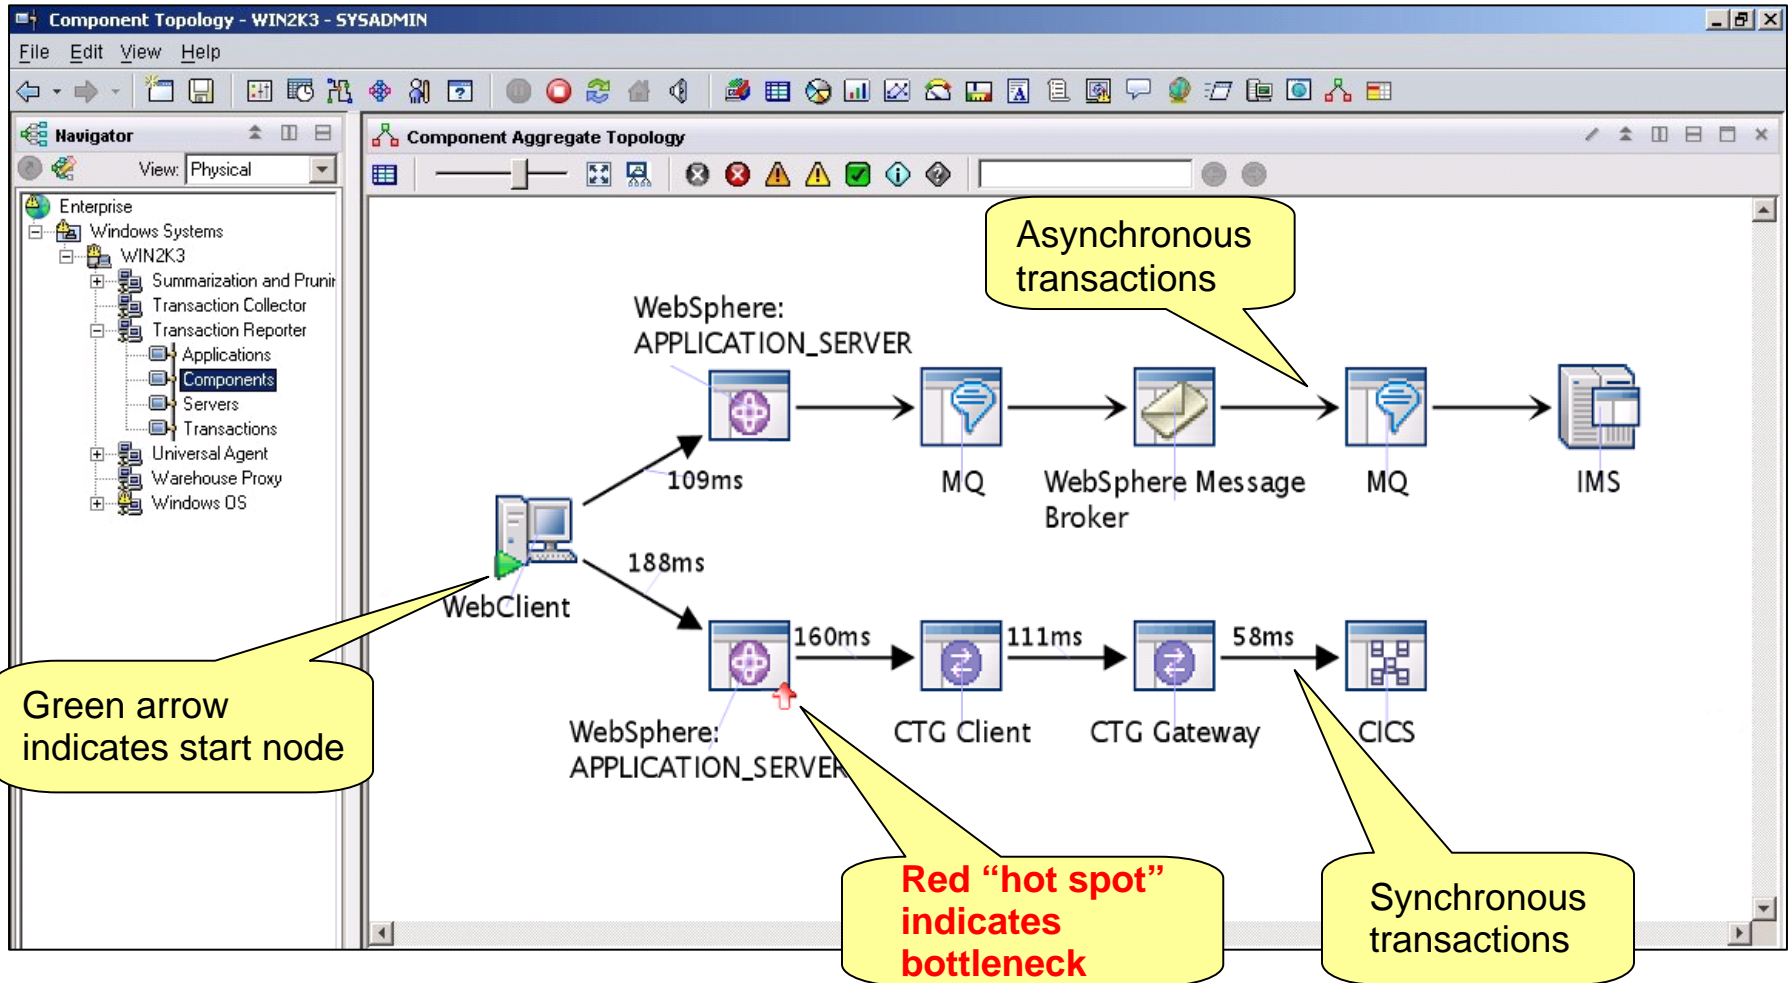 Component Topology - WIN2K3 - SYSADMIN
File Edit View Help
Navigator
View: Physical
Enterprise
Windows Systems
WIN2K3
Summarization and Prunin
Transaction Collector
Transaction Reporter
Applications
Components
Servers
Transactions
Universal Agent
Warehouse Proxy
Windows OS
Component Aggregate Topology
Asynchronous
transactions
WebSphere:
APPLICATION_SERVER
109ms
MQ
WebSphere Message
Broker
MQ
IMS
188ms
WebClient
160ms
111ms
58ms
WebSphere:
APPLICATION_SERVER
CTG Client
CTG Gateway
CICS
Green arrow
indicates start node
Red “hot spot”
indicates
bottleneck
Synchronous
transactions